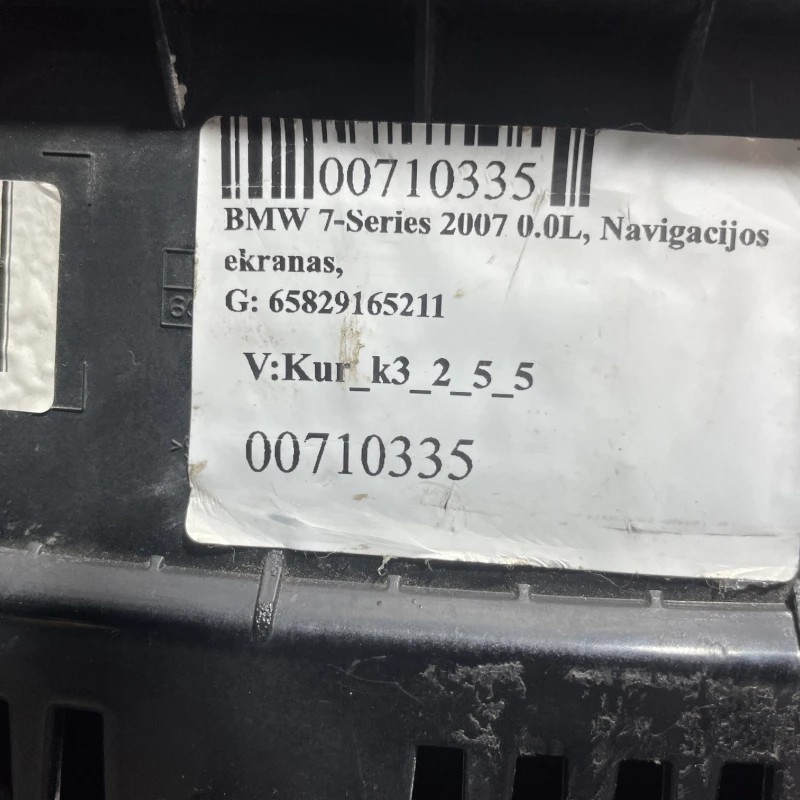 00710335
BMW 7-Series 2007 0.0L, Navigacijos
ekranas,
G: 65829165211
V:Kur_k3_2_5_5
00710335